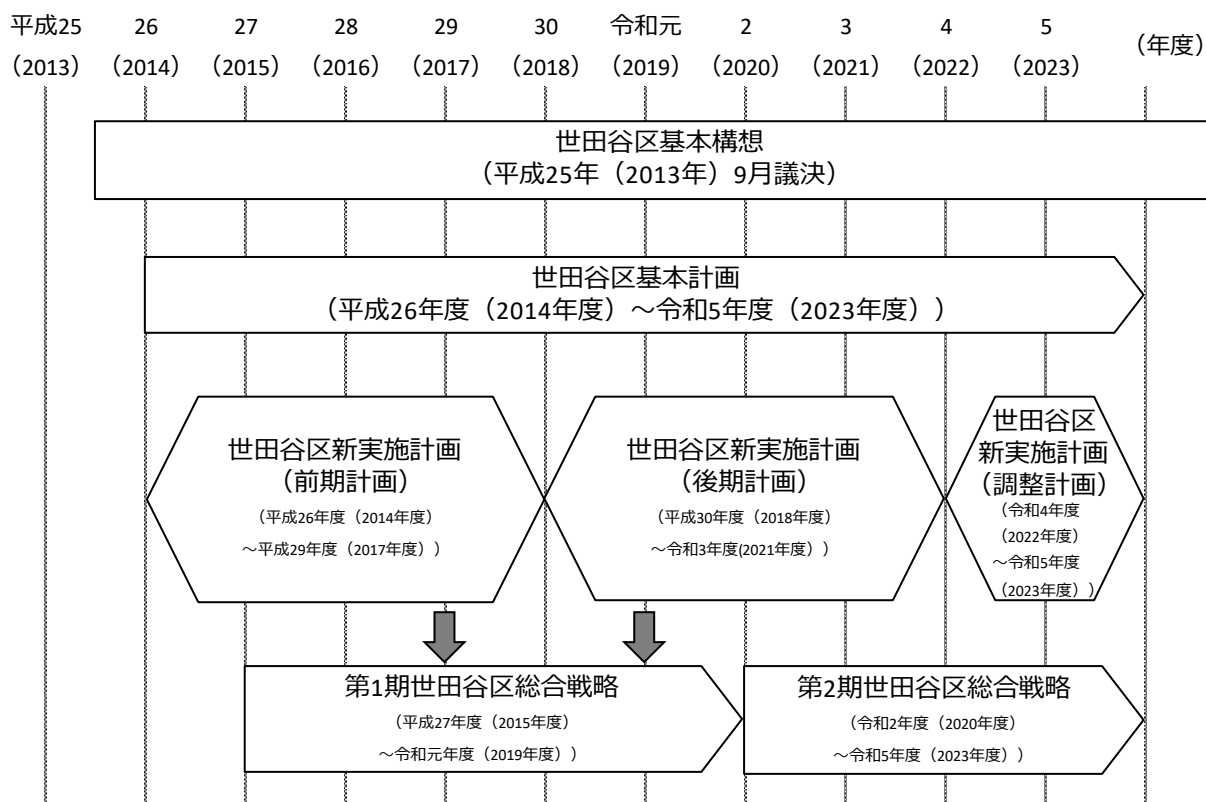 平成25 26 27 28 29 30 令和元 2 3 4 5
（2013） （2014） （2015） （2016） （2017） （2018） （2019） （2020） （2021） （2022） （2023） （年度）
世田谷区基本構想
（平成25年（2013年）9月議決）
世田谷区基本計画
（平成26年度（2014年度）～令和5年度（2023年度））
世田谷区新実施計画
（前期計画）
（平成26年度（2014年度）
～平成29年度（2017年度））
世田谷区新実施計画
（後期計画）
（平成30年度（2018年度）
～令和3年度(2021年度））
世田谷区
新実施計画
（調整計画）
（令和4年度
（2022年度）
～令和5年度
（2023年度））
第1期世田谷区総合戦略
（平成27年度（2015年度）
～令和元年度（2019年度））
第2期世田谷区総合戦略
（令和2年度（2020年度）
～令和5年度（2023年度））